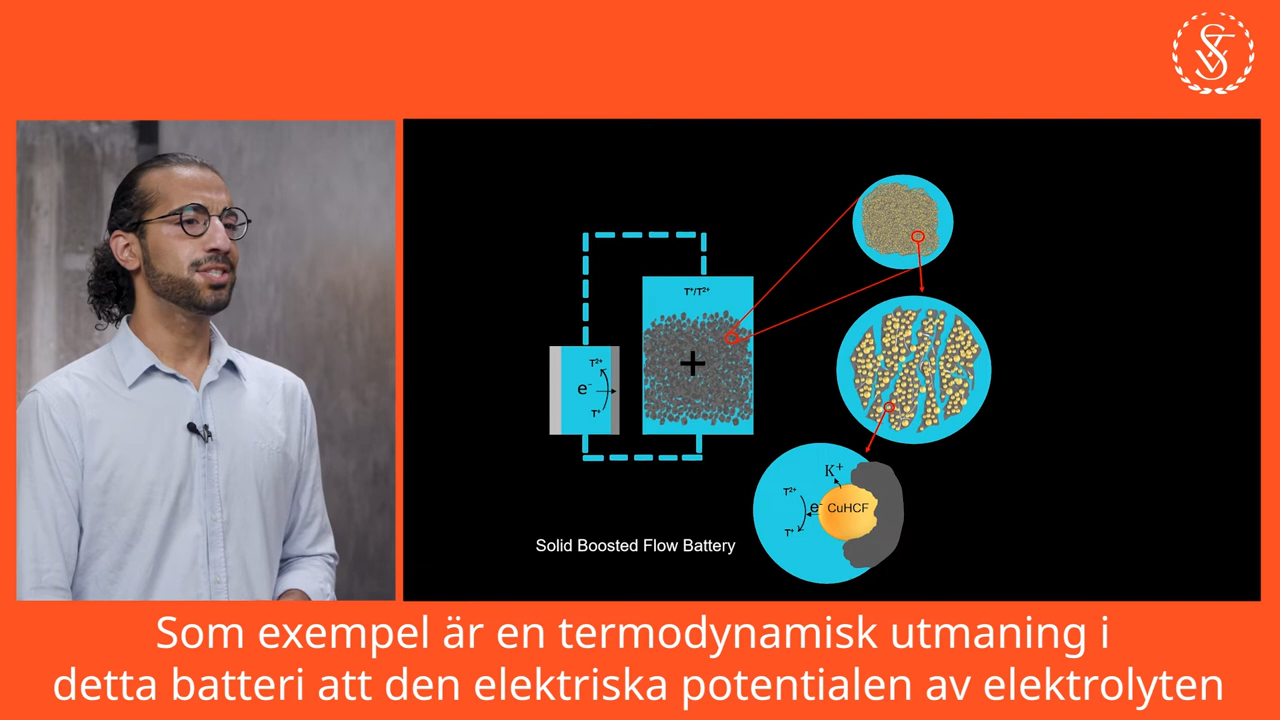 SVT
T⁺/T²⁺
T²⁺
e⁻
T⁺
+
K⁺
T²⁺
e⁻
CuHCF
T⁺
Solid Boosted Flow Battery
Som exempel är en termodynamisk utmaning i
detta batteri att den elektriska potentialen av elektrolyten